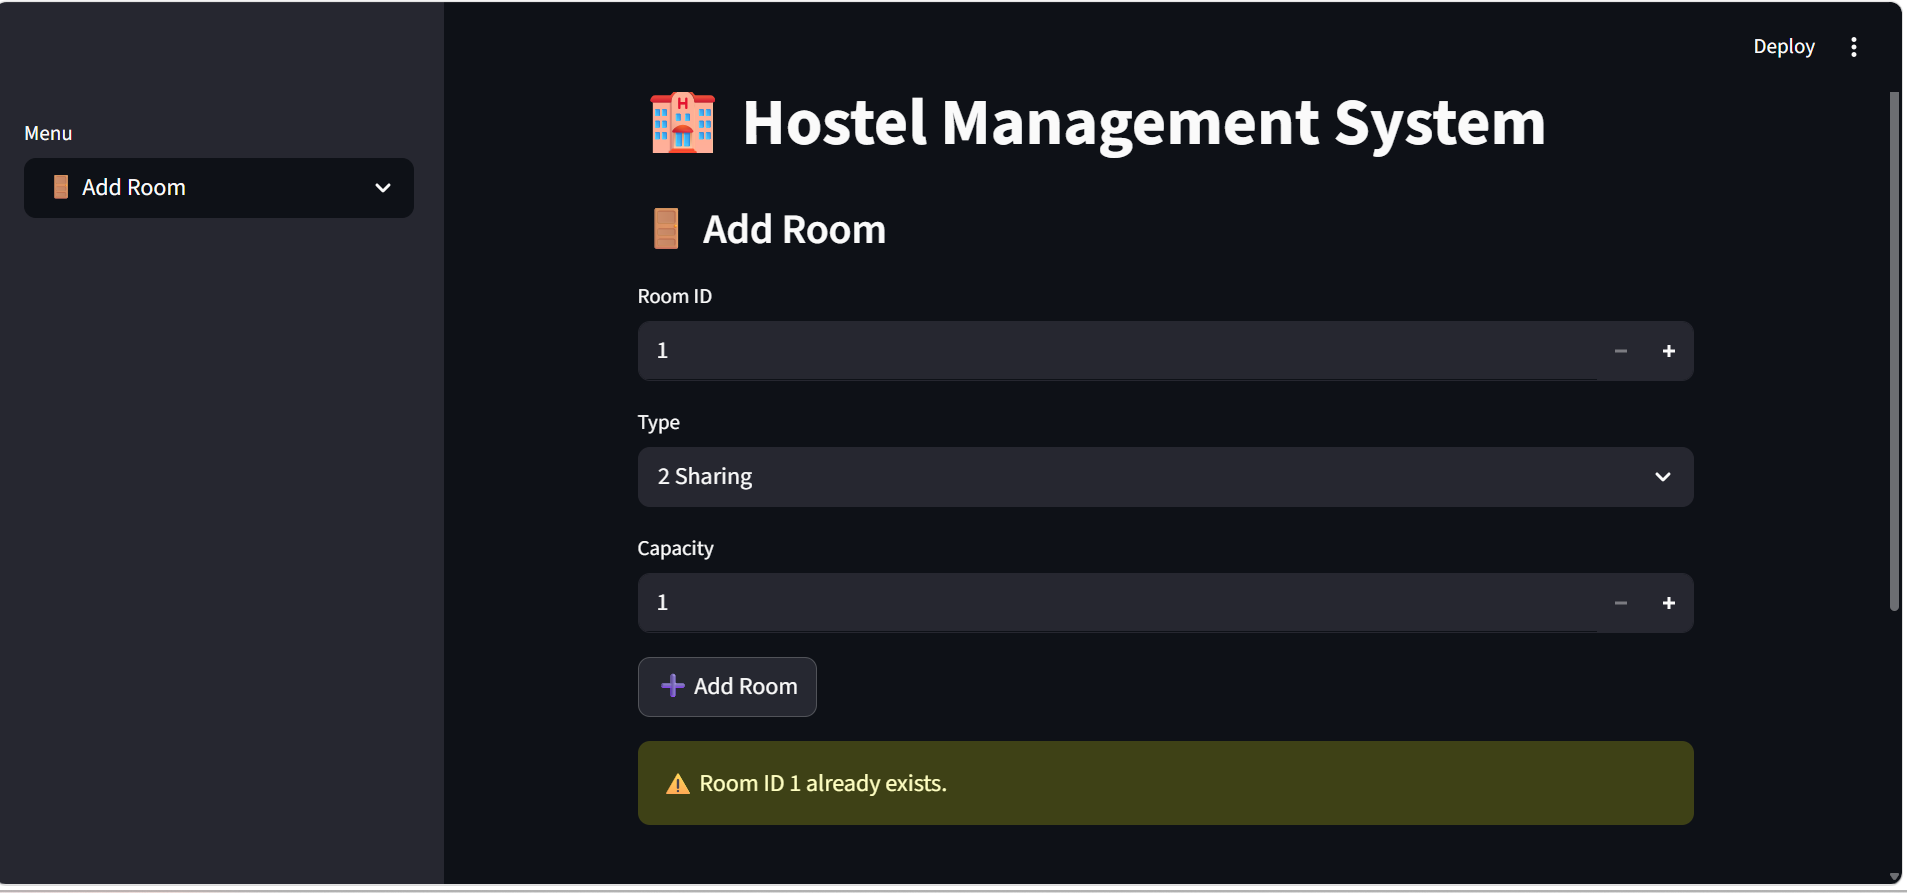 Deploy
Menu
Add Room
Hostel Management System
Add Room
Room ID
1
Type
2 Sharing
Capacity
1
Add Room
Room ID 1 already exists.